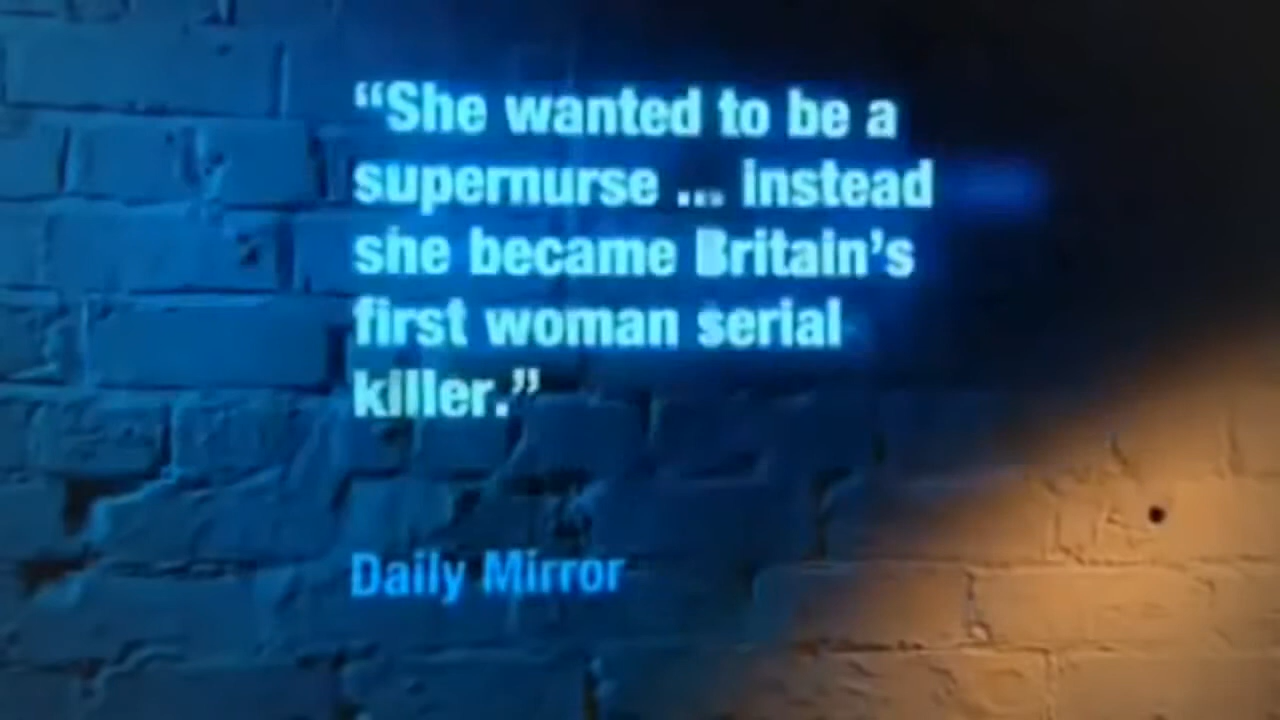 “She wanted to be a
supernurse ... instead
she became Britain’s
first woman serial
killer.”
Daily Mirror